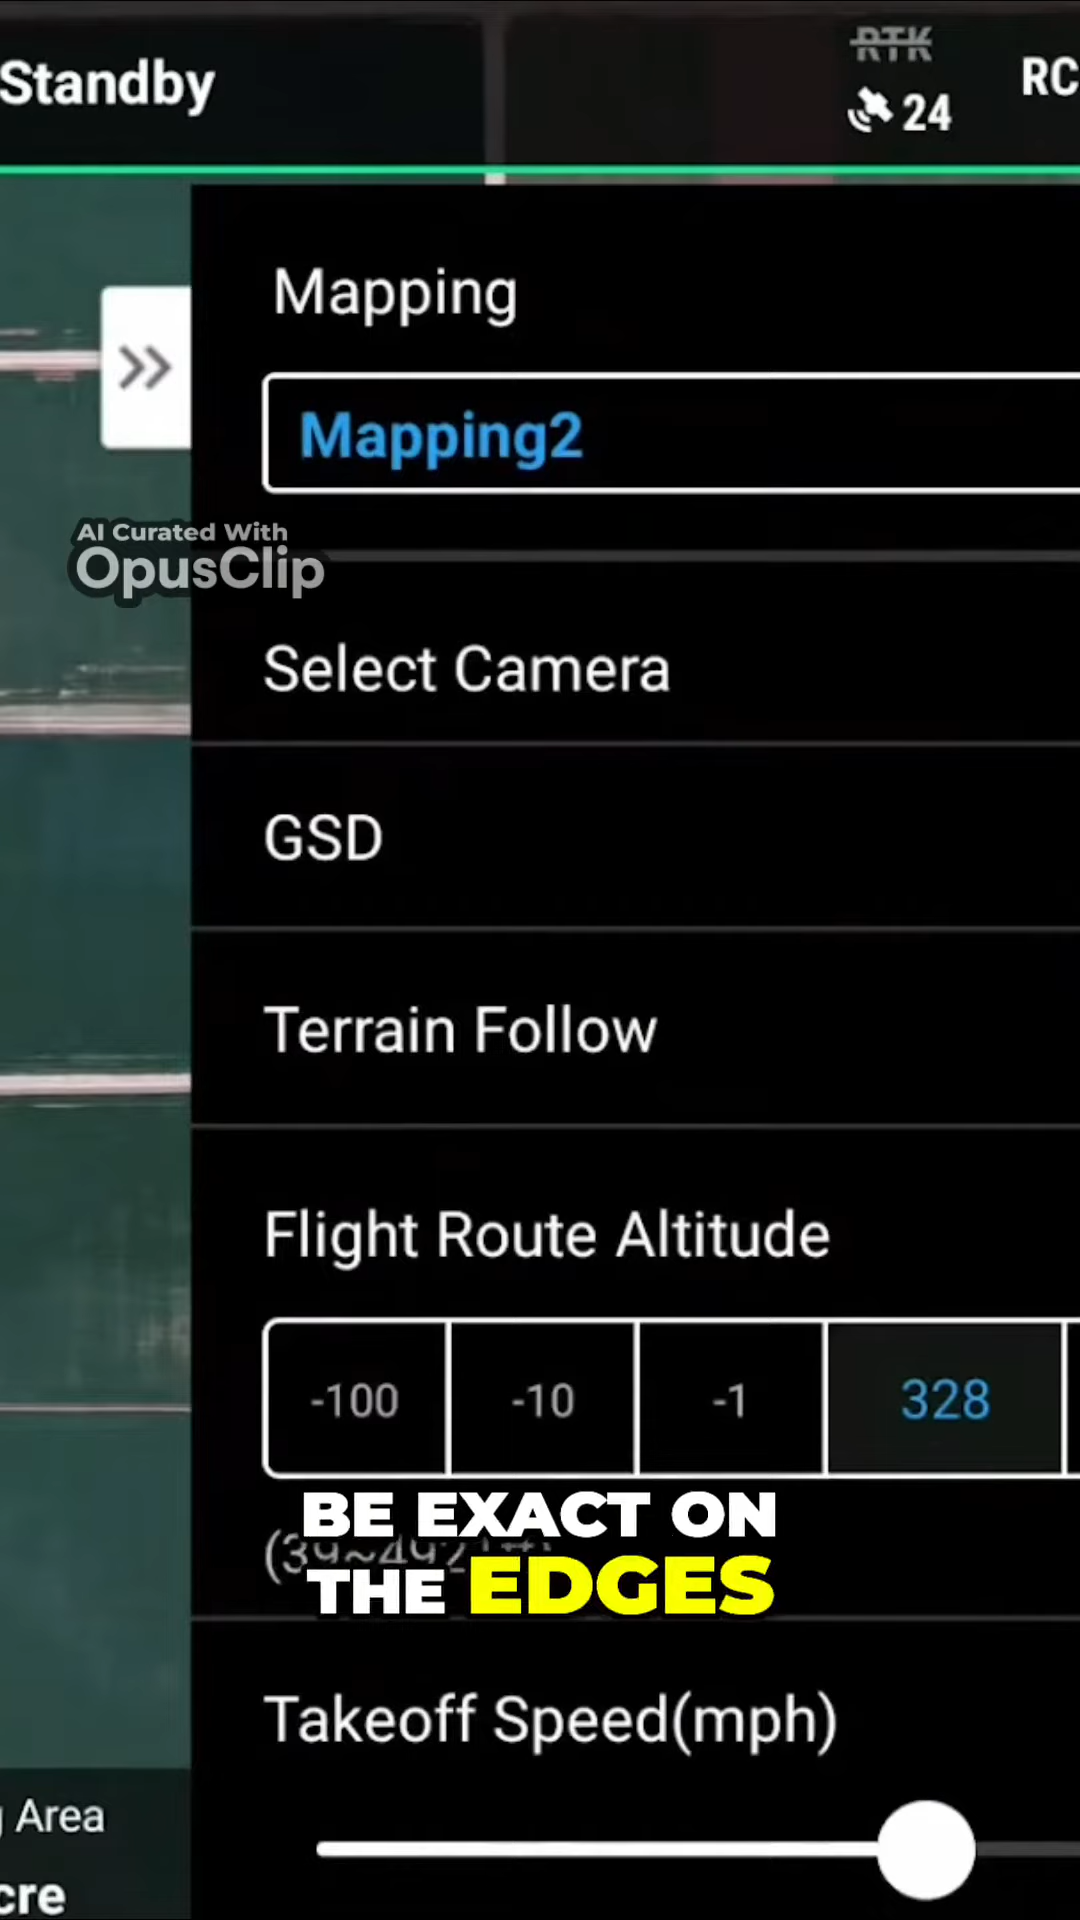 Standby
RTK
24
RC
Mapping
Mapping2
AI Curated With
OpusClip
Select Camera
GSD
Terrain Follow
Flight Route Altitude
-100
-10
-1
328
BE EXACT ON
THE EDGES
Takeoff Speed(mph)
Area
cre